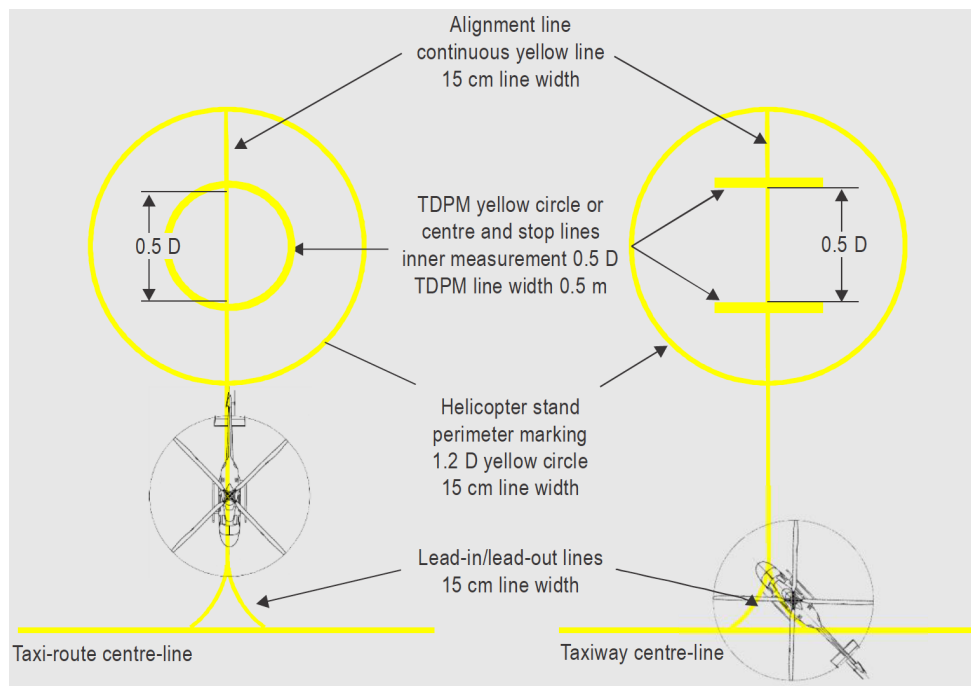 Alignment line
continuous yellow line
15 cm line width
0.5 D
TDPM yellow circle or
centre and stop lines
inner measurement 0.5 D
TDPM line width 0.5 m
0.5 D
Helicopter stand
perimeter marking
1.2 D yellow circle
15 cm line width
Lead-in/lead-out lines
15 cm line width
Taxi-route centre-line
Taxiway centre-line